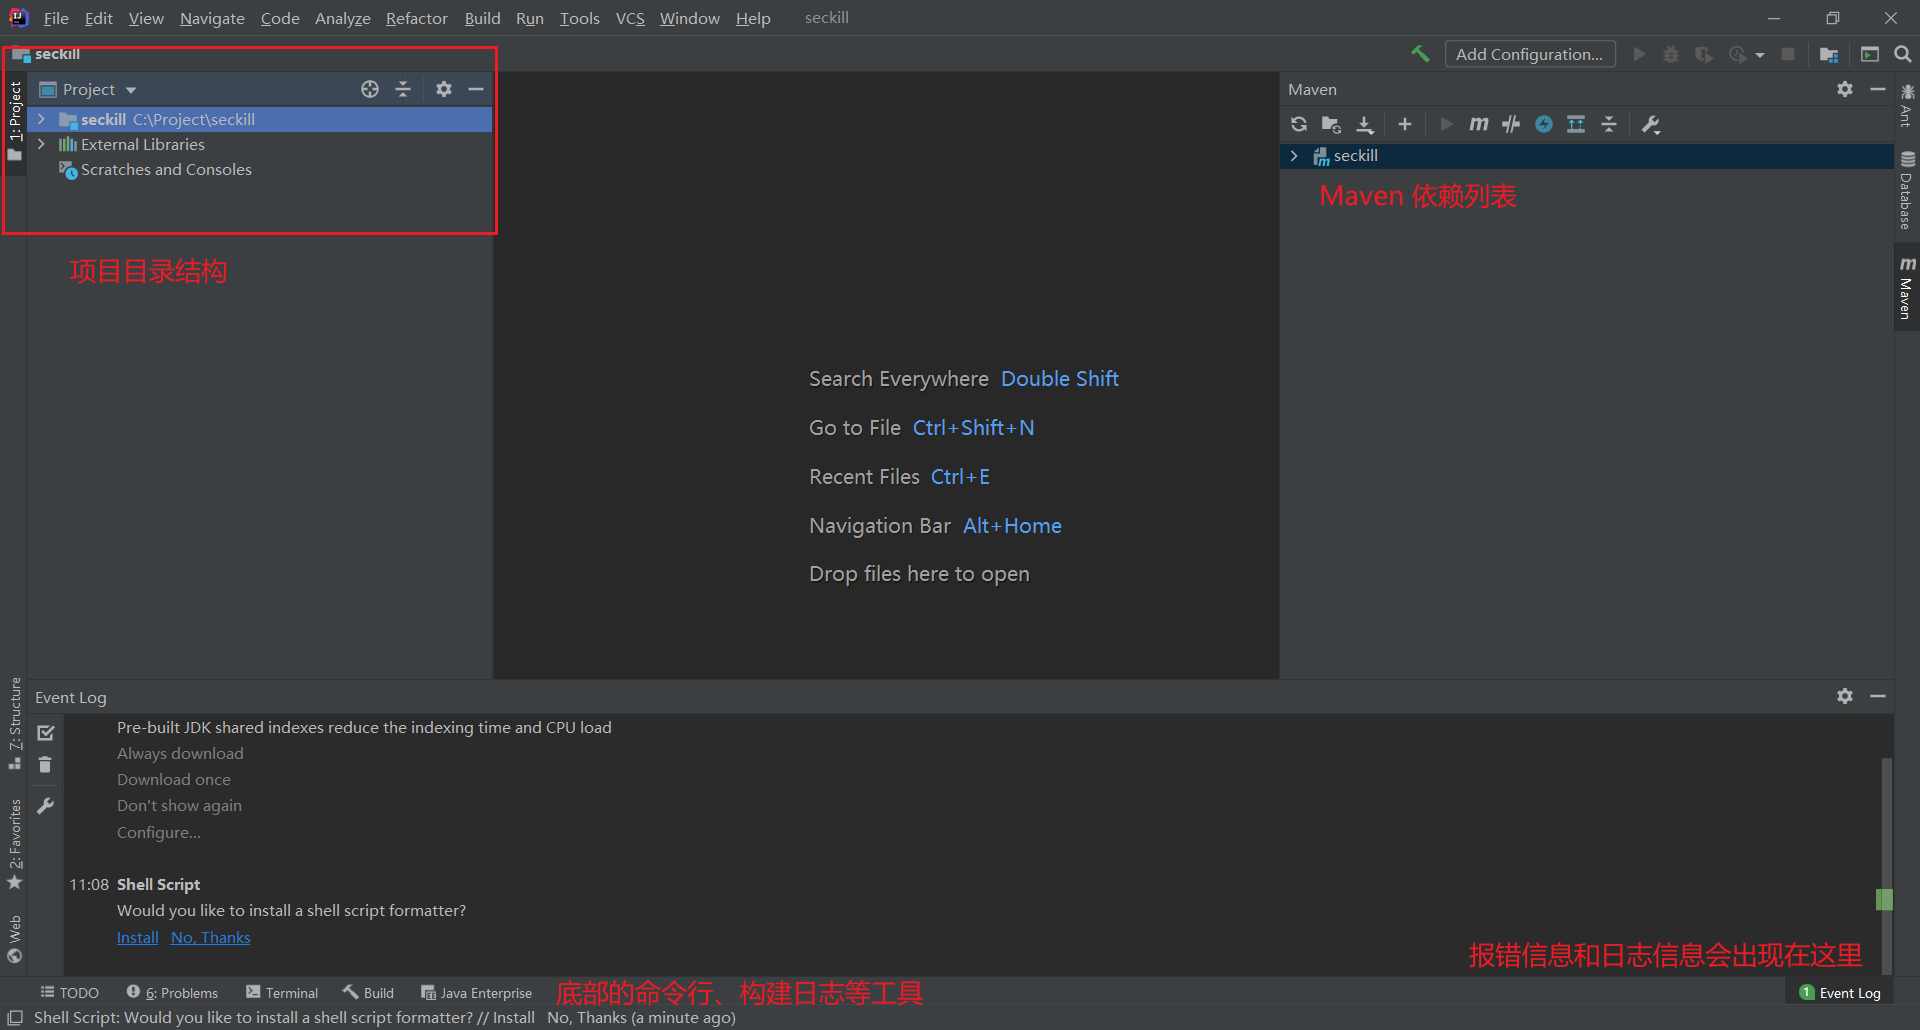 File Edit View Navigate Code Analyze Refactor Build Run Tools VCS Window Help seckill
seckill
Add Configuration...
1: Project
Project
seckill C:\Project\seckill
External Libraries
Scratches and Consoles
项目目录结构
Search Everywhere Double Shift
Go to File Ctrl+Shift+N
Recent Files Ctrl+E
Navigation Bar Alt+Home
Drop files here to open
Maven
seckill
Maven 依赖列表
Ant
Database
Maven
7: Structure
2: Favorites
Web
Event Log
Pre-built JDK shared indexes reduce the indexing time and CPU load
Always download
Download once
Don't show again
Configure...
11:08 Shell Script
Would you like to install a shell script formatter?
Install No, Thanks
报错信息和日志信息会出现在这里
TODO 6: Problems Terminal Build Java Enterprise 底部的命令行、构建日志等工具 1 Event Log
Shell Script: Would you like to install a shell script formatter? // Install No, Thanks (a minute ago)